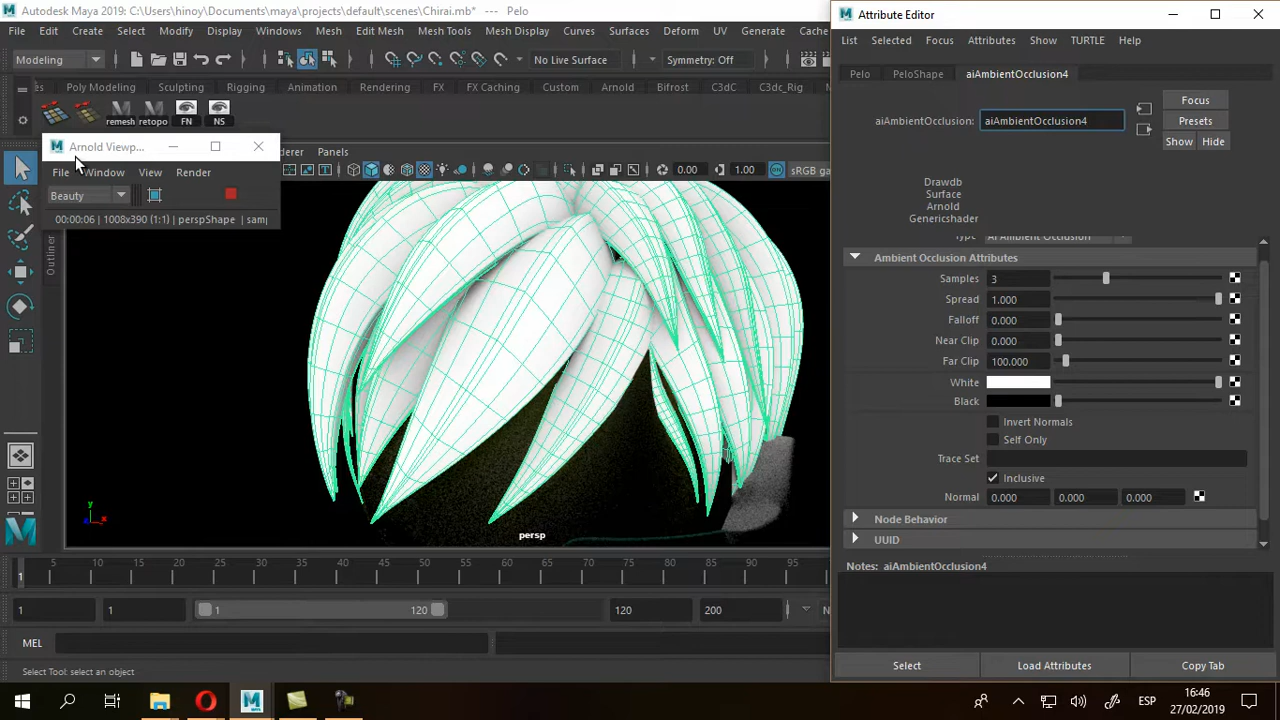 Autodesk Maya 2019: C:\Users\hinoy\Documents\maya\projects\default\scenes\Chirai.mb* --- Pelo
File Edit Create Select Modify Display Windows Mesh Edit Mesh Mesh Tools Mesh Display Curves Surfaces Deform UV Generate Cache
Modeling No Live Surface Symmetry: Off
Poly Modeling Sculpting Rigging Animation Rendering FX FX Caching Custom Arnold Bifrost C3dC C3dc_Rig
remesh retopo FN NS
Arnold Viewp...
Panels
File Window View Render
0.00 1.00 sRGB ga
Beauty
00:00:06 | 1008x390 (1:1) | perspShape | sam
Outliner
y
z x
persp
1 5 10 15 20 25 30 35 40 45 50 55 60 65 70 75 80 85 90 95
1 1 1 120 120 200
MEL
Select Tool: select an object
Attribute Editor
List Selected Focus Attributes Show TURTLE Help
Pelo PeloShape aiAmbientOcclusion4
aiAmbientOcclusion: aiAmbientOcclusion4
Focus
Presets
Show Hide
Drawdb
Surface
Arnold
Genericshader
Type Ai Ambient Occlusion
Ambient Occlusion Attributes
Samples 3
Spread 1.000
Falloff 0.000
Near Clip 0.000
Far Clip 100.000
White
Black
Invert Normals
Self Only
Trace Set
Inclusive
Normal 0.000 0.000 0.000
Node Behavior
UUID
Notes: aiAmbientOcclusion4
Select Load Attributes Copy Tab
ESP 16:46
27/02/2019